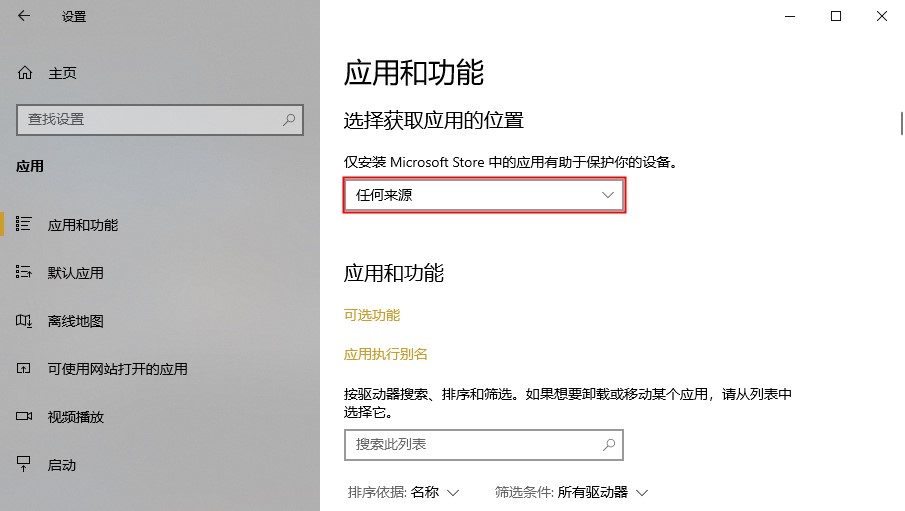 设置
主页
查找设置
应用
应用和功能
默认应用
离线地图
可使用网站打开的应用
视频播放
启动
应用和功能
选择获取应用的位置
仅安装 Microsoft Store 中的应用有助于保护你的设备。
任何来源
应用和功能
可选功能
应用执行别名
按驱动器搜索、排序和筛选。如果想要卸载或移动某个应用，请从列表中
选择它。
搜索此列表
排序依据: 名称 筛选条件: 所有驱动器